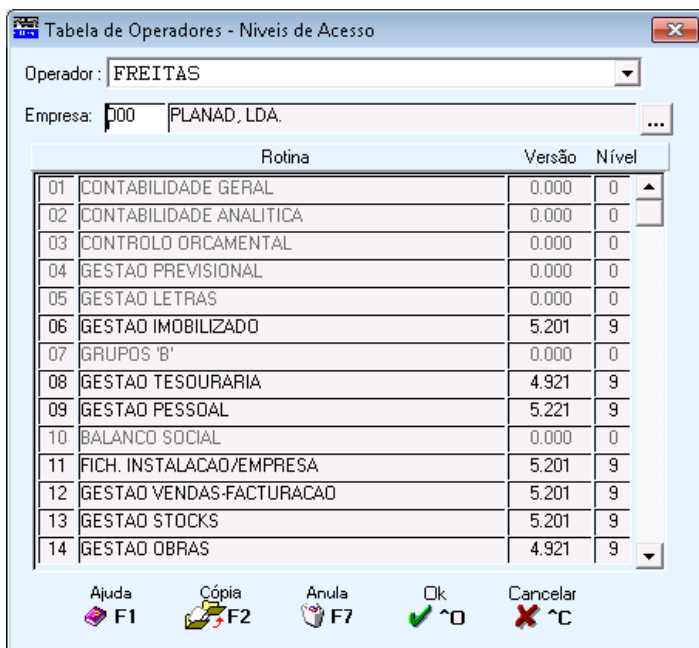 Tabela de Operadores - Niveis de Acesso
Operador : FREITAS
Empresa: 000 PLANAD, LDA. ...
Rotina Versão Nível
01 CONTABILIDADE GERAL 0.000 0
02 CONTABILIDADE ANALITICA 0.000 0
03 CONTROLO ORCAMENTAL 0.000 0
04 GESTAO PREVISIONAL 0.000 0
05 GESTAO LETRAS 0.000 0
06 GESTAO IMOBILIZADO 5.201 9
07 GRUPOS 'B' 0.000 0
08 GESTAO TESOURARIA 4.921 9
09 GESTAO PESSOAL 5.221 9
10 BALANCO SOCIAL 0.000 0
11 FICH. INSTALACAO/EMPRESA 5.201 9
12 GESTAO VENDAS-FACTURACAO 5.201 9
13 GESTAO STOCKS 5.201 9
14 GESTAO OBRAS 4.921 9
Ajuda Cópia Anula Ok Cancelar
F1 F2 F7 ^O ^C